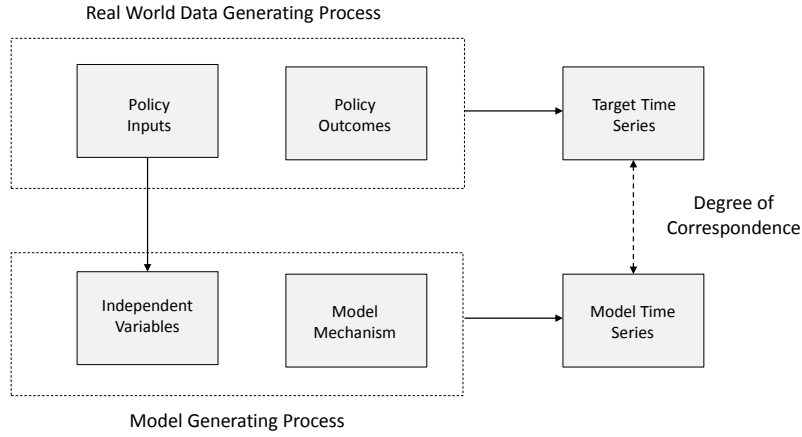 Real World Data Generating Process
Policy
Inputs
Policy
Outcomes
Target Time
Series
Degree of
Correspondence
Independent
Variables
Model
Mechanism
Model Time
Series
Model Generating Process